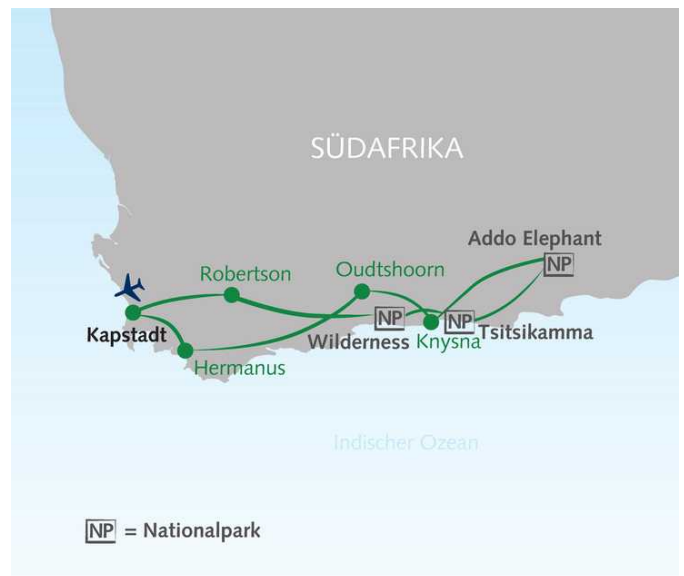 SÜDAFRIKA
Addo Elephant
NP
Robertson
Oudtshoorn
Kapstadt
NP
NP
Wilderness
Knysna
Tsitsikamma
Hermanus
Indischer Ozean
NP = Nationalpark